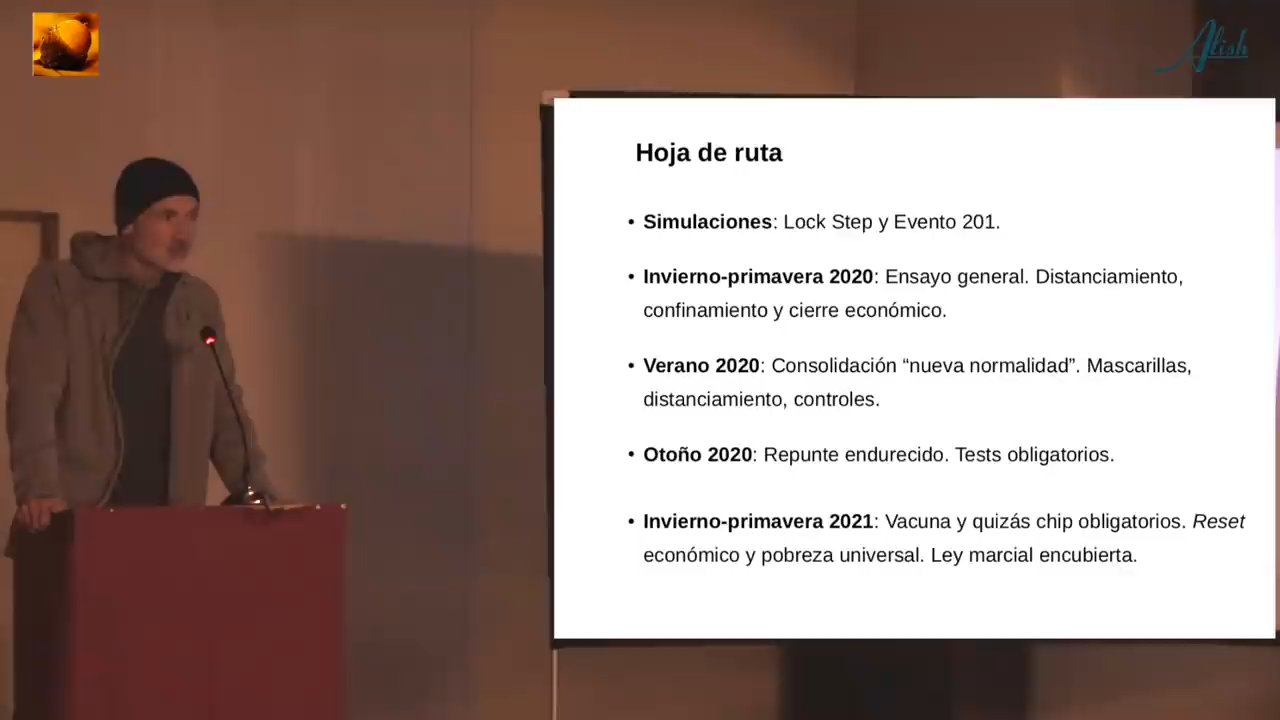 Alish
Hoja de ruta
• Simulaciones: Lock Step y Evento 201.
• Invierno-primavera 2020: Ensayo general. Distanciamiento,
confinamiento y cierre económico.
• Verano 2020: Consolidación “nueva normalidad”. Mascarillas,
distanciamiento, controles.
• Otoño 2020: Repunte endurecido. Tests obligatorios.
• Invierno-primavera 2021: Vacuna y quizás chip obligatorios. Reset
económico y pobreza universal. Ley marcial encubierta.